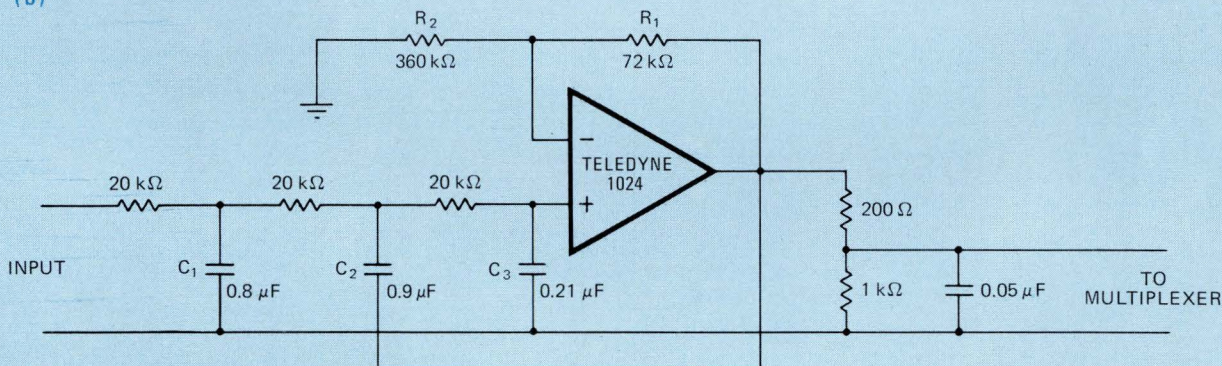 (b)
R2
360 kΩ
R1
72 kΩ
−
TELEDYNE
1024
+
20 kΩ
20 kΩ
20 kΩ
200 Ω
INPUT
C1
0.8 μF
C2
0.9 μF
C3
0.21 μF
1 kΩ
0.05 μF
TO
MULTIPLEXER